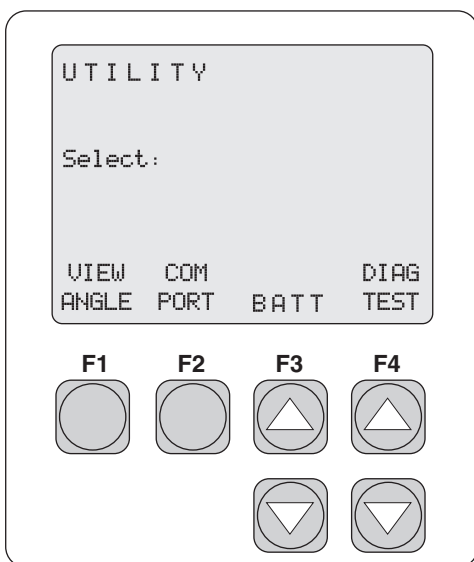 UTILITY
Select:
VIEW COM DIAG
ANGLE PORT BATT TEST
F1 F2 F3 F4